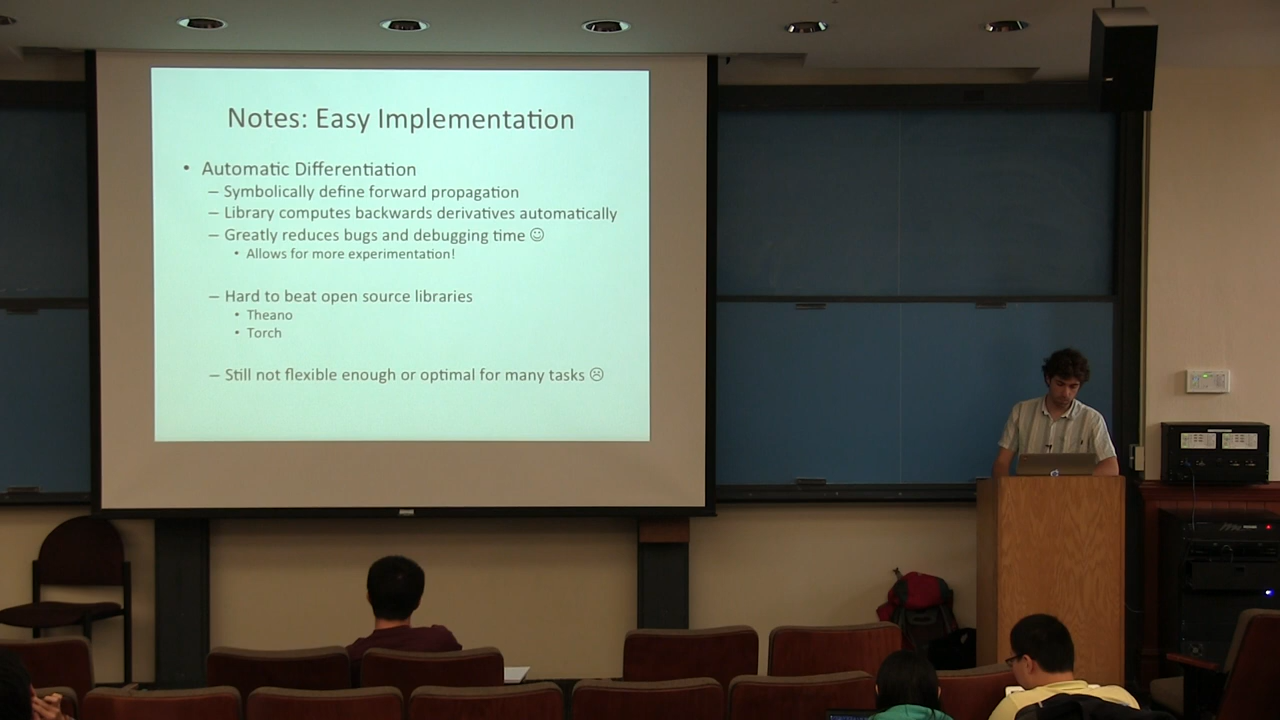 Notes: Easy Implementation
• Automatic Differentiation
– Symbolically define forward propagation
– Library computes backwards derivatives automatically
– Greatly reduces bugs and debugging time ☺
• Allows for more experimentation!
– Hard to beat open source libraries
• Theano
• Torch
– Still not flexible enough or optimal for many tasks ☹